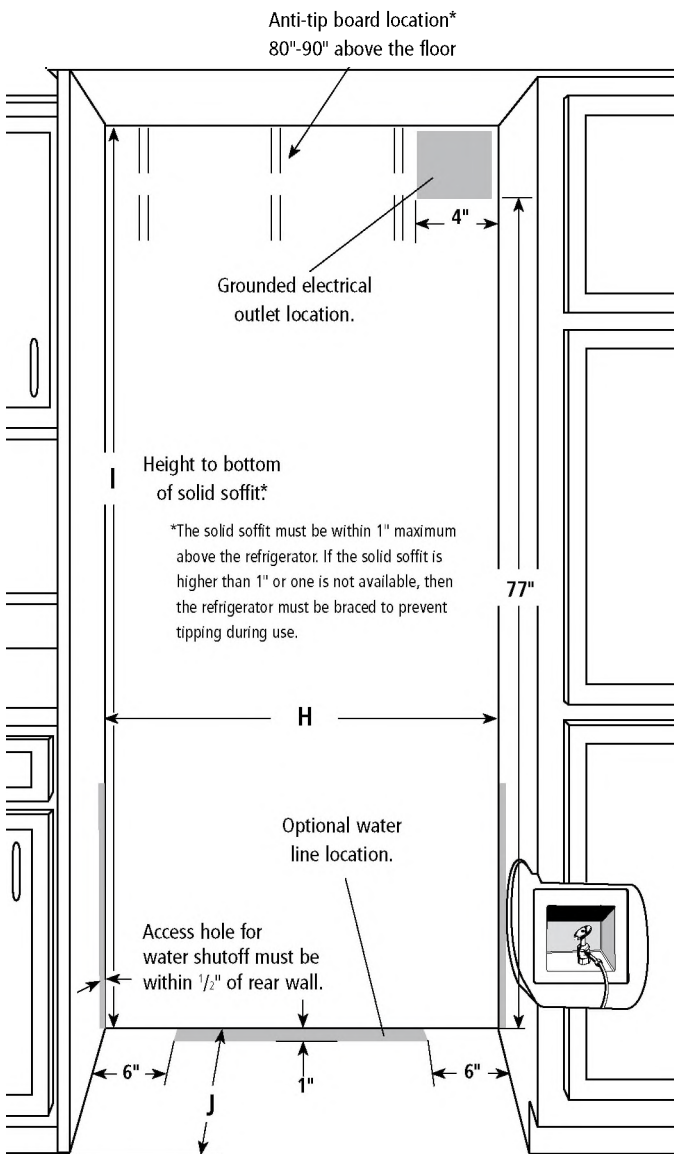 Anti-tip board location*
80"-90" above the floor
4"
Grounded electrical
outlet location.
I
Height to bottom
of solid soffit*.
*The solid soffit must be within 1" maximum
above the refrigerator. If the solid soffit is
higher than 1" or one is not available, then
the refrigerator must be braced to prevent
tipping during use.
77"
H
Optional water
line location.
Access hole for
water shutoff must be
within 1/2" of rear wall.
6"
1"
6"
J